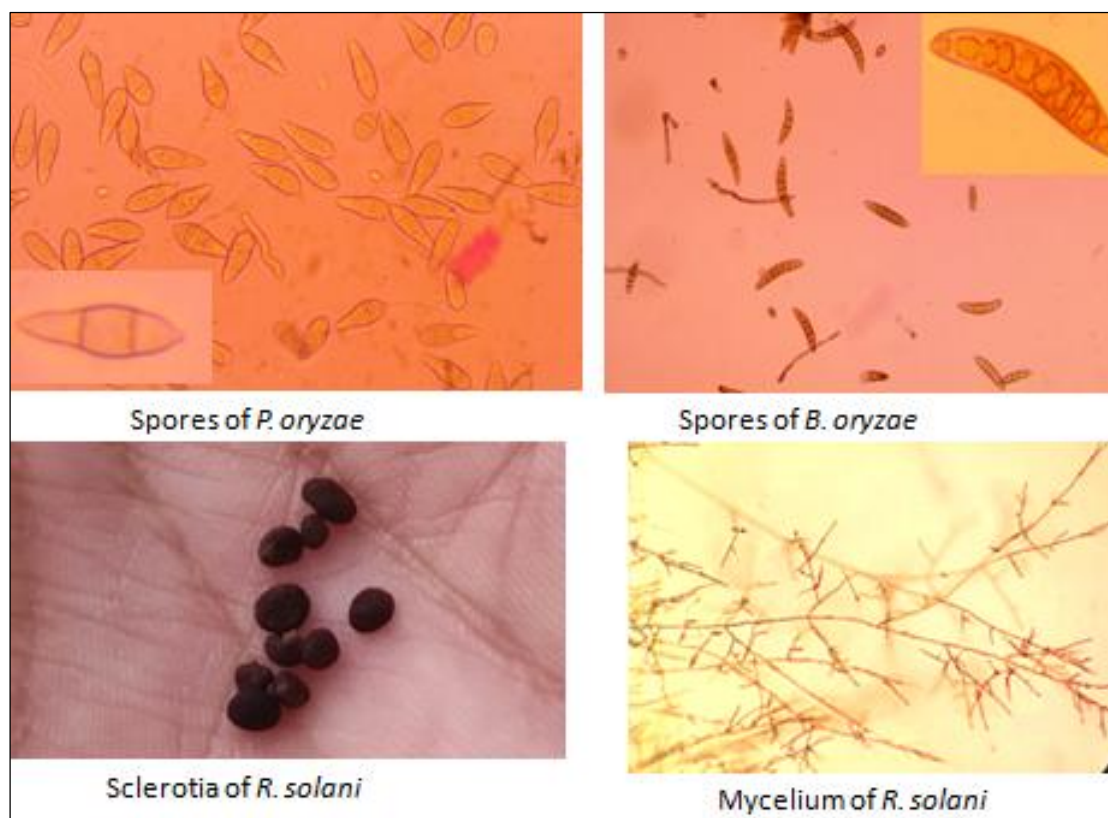 Spores of P. oryzae
Spores of B. oryzae
Sclerotia of R. solani
Mycelium of R. solani